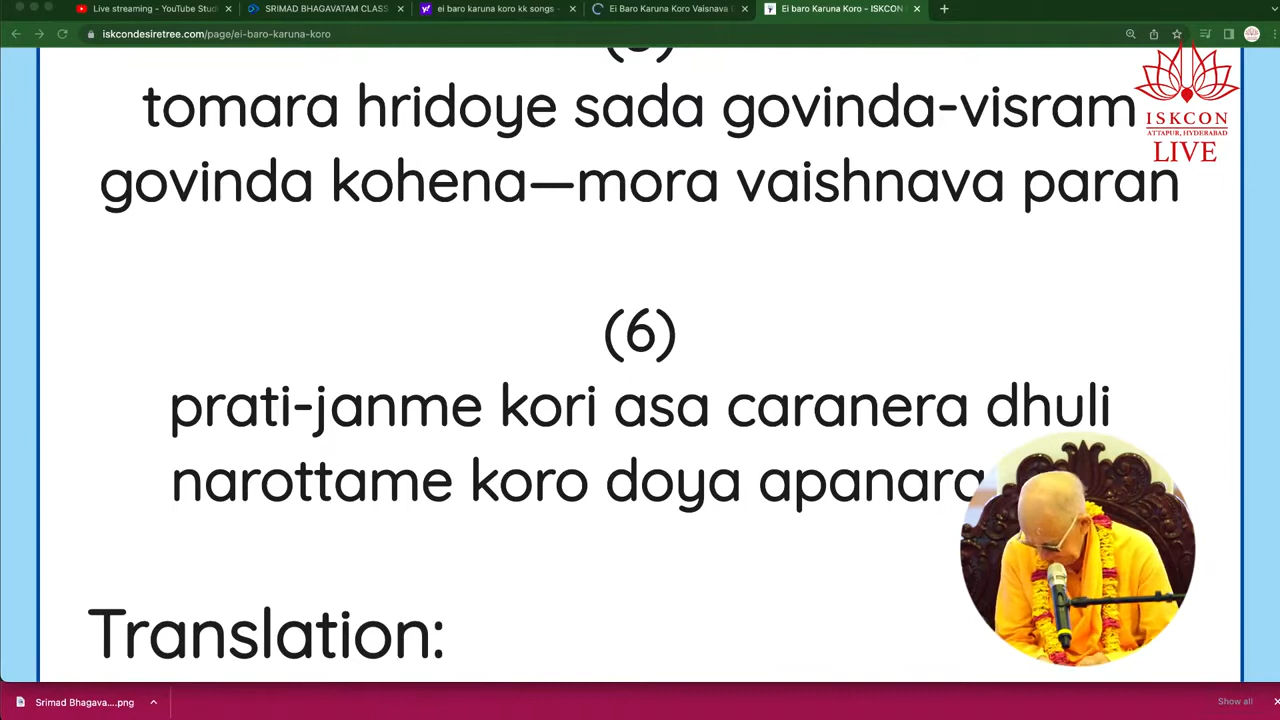 Live streaming - YouTube Stud
SRIMAD BHAGAVATAM CLASS
ei baro karuna koro kk songs -
Ei Baro Karuna Koro Vaisnava
Ei baro Karuna Koro - ISKCON
iskcondesiretree.com/page/ei-baro-karuna-koro
tomara hridoye sada govinda-visram
govinda kohena—mora vaishnava paran
ISKCON
ATTAPUR, HYDERABAD
LIVE
(6)
prati-janme kori asa caranera dhuli
narottame koro doya apanara
Translation:
Srimad Bhagava....png
Show all